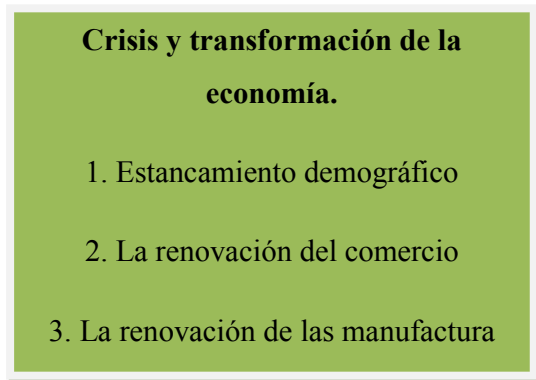 Crisis y transformación de la
economía.
1. Estancamiento demográfico
2. La renovación del comercio
3. La renovación de las manufactura